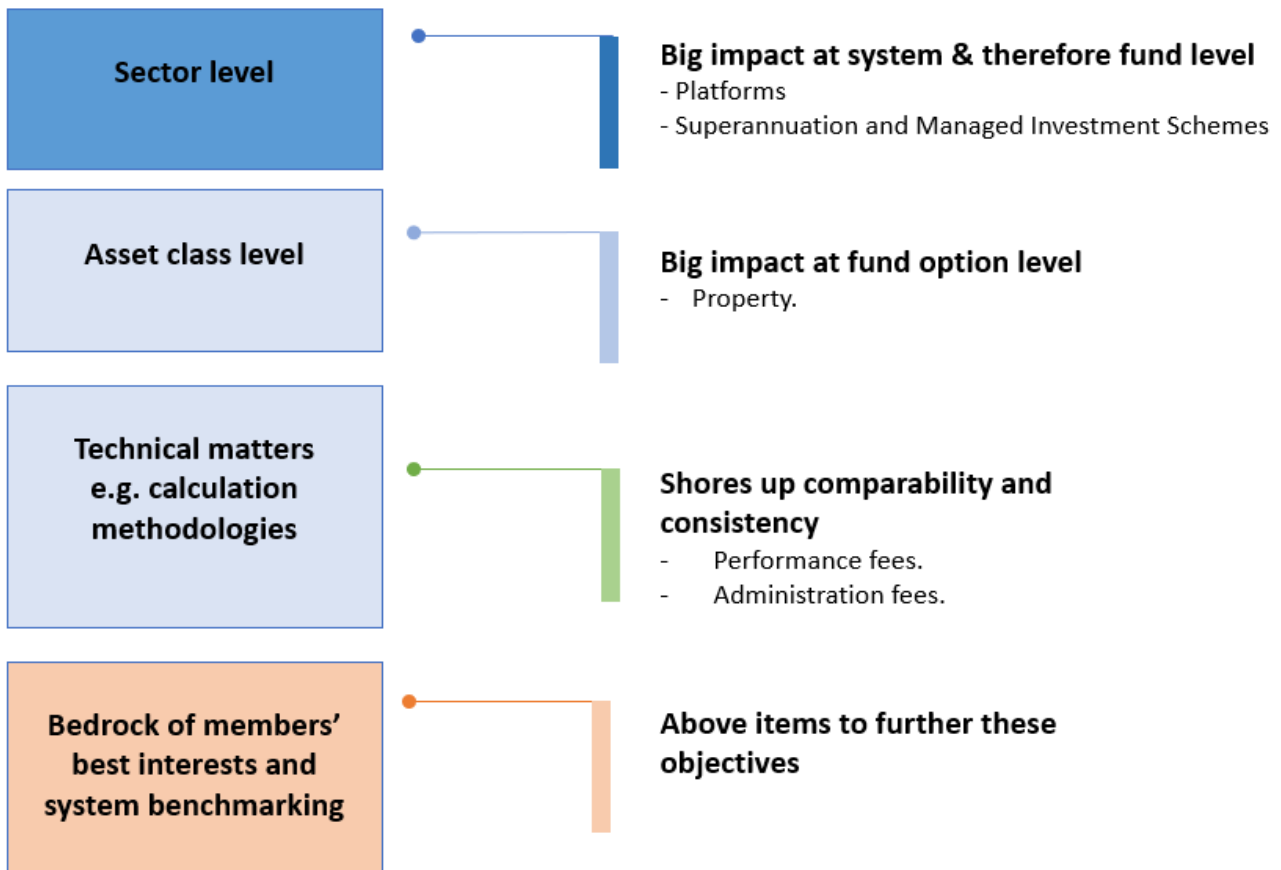 Sector level
Big impact at system & therefore fund level
- Platforms
- Superannuation and Managed Investment Schemes
Asset class level
Big impact at fund option level
- Property.
Technical matters
e.g. calculation
methodologies
Shores up comparability and
consistency
- Performance fees.
- Administration fees.
Bedrock of members’
best interests and
system benchmarking
Above items to further these
objectives